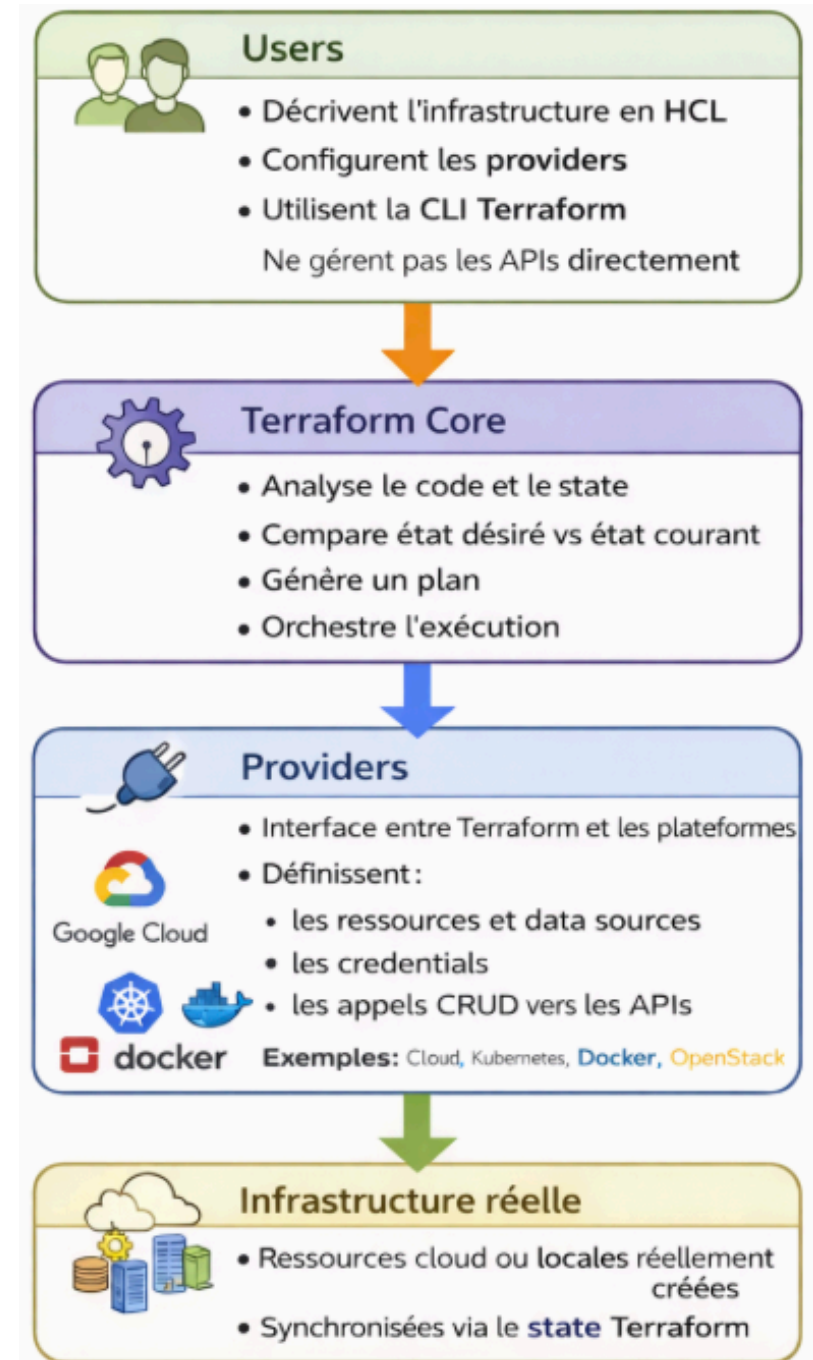 Users
• Décrivent l'infrastructure en HCL
• Configurent les providers
• Utilisent la CLI Terraform
Ne gérent pas les APIs directement
Terraform Core
• Analyse le code et le state
• Compare état désiré vs état courant
• Génère un plan
• Orchestre l'exécution
Providers
• Interface entre Terraform et les plateformes
• Définissent :
• les ressources et data sources
Google Cloud
• les credentials
• les appels CRUD vers les APIs
docker
Exemples: Cloud, Kubernetes, Docker, OpenStack
Infrastructure réelle
• Ressources cloud ou locales réellement
créées
• Synchronisées via le state Terraform